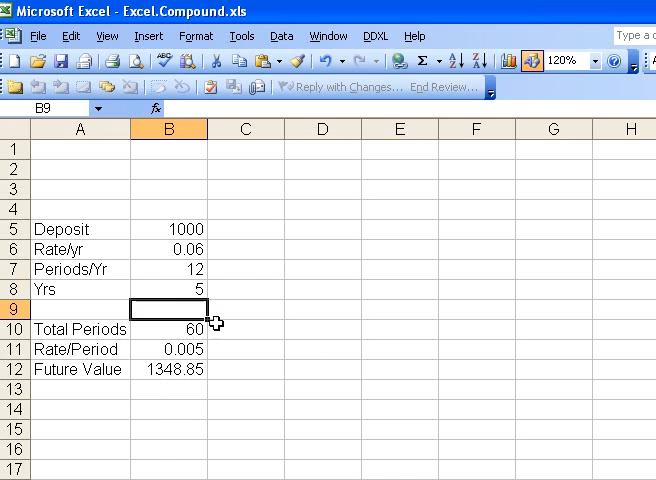 Microsoft Excel - Excel.Compound.xls
File Edit View Insert Format Tools Data Window DDXL Help Type a c
Σ A Z Z A 120% A
Reply with Changes... End Review...
B9 fx
A B C D E F G H
1
2
3
4
5 Deposit 1000
6 Rate/yr 0.06
7 Periods/Yr 12
8 Yrs 5
9
10 Total Periods 60
11 Rate/Period 0.005
12 Future Value 1348.85
13
14
15
16
17